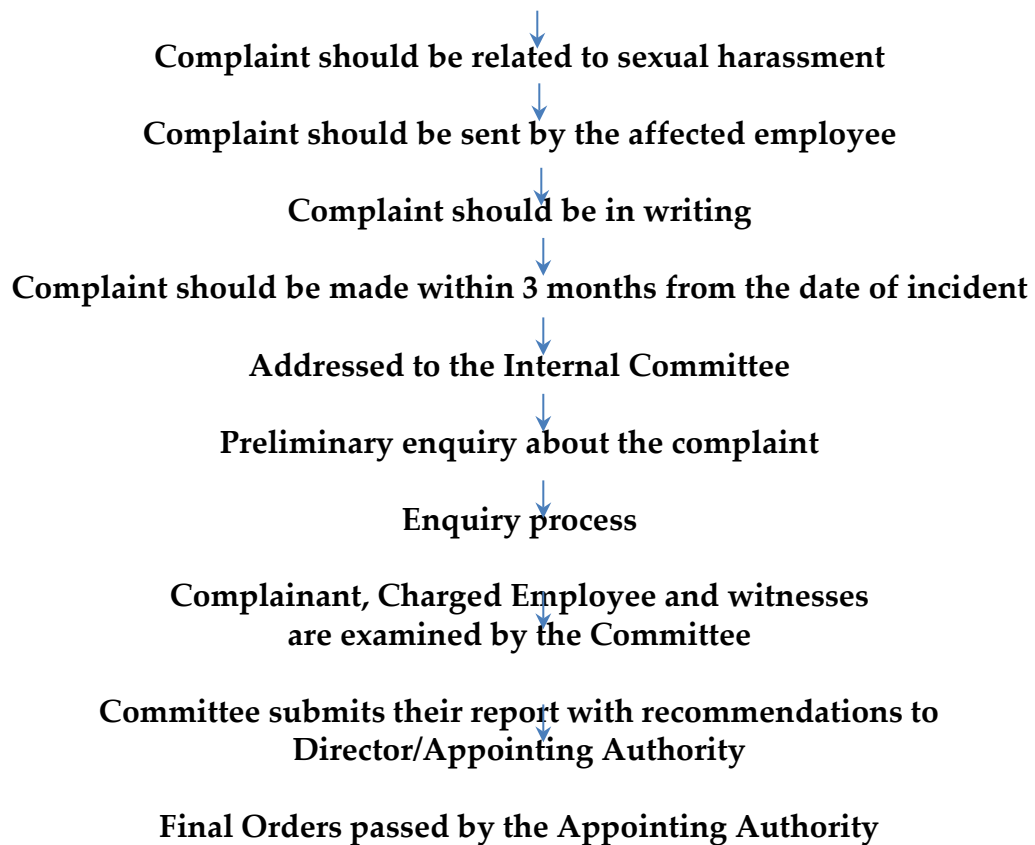 Complaint should be related to sexual harassment
Complaint should be sent by the affected employee
Complaint should be in writing
Complaint should be made within 3 months from the date of incident
Addressed to the Internal Committee
Preliminary enquiry about the complaint
Enquiry process
Complainant, Charged Employee and witnesses
are examined by the Committee
Committee submits their report with recommendations to
Director/Appointing Authority
Final Orders passed by the Appointing Authority